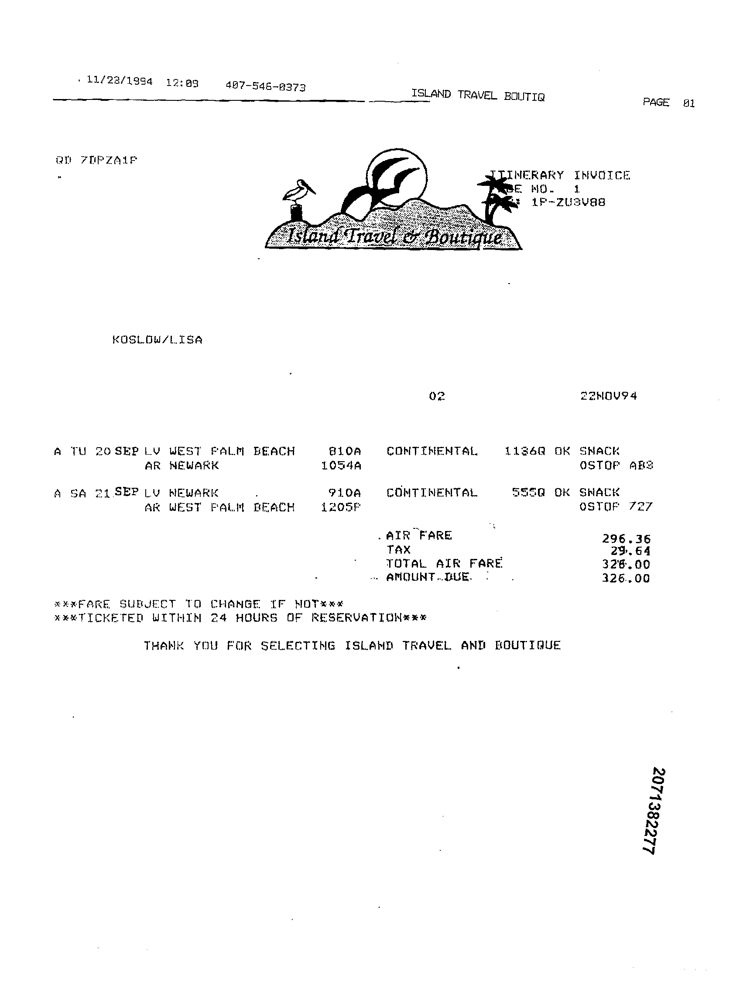 11/23/1994 12:09 407-546-0373 ISLAND TRAVEL BOUTIQ PAGE 01
QD 7DPZA1P
ITINERARY INVOICE
NO. 1
1P-ZU3V88
Island Travel & Boutique
KOSLOW/LISA
02 22NOV94
A TU 20 SEP LV WEST PALM BEACH 810A CONTINENTAL 1136Q OK SNACK
AR NEWARK 1054A 0STOP AB3
A SA 21 SEP LV NEWARK 910A CONTINENTAL 555Q OK SNACK
AR WEST PALM BEACH 1205P 0STOP 727
AIR FARE 296.36
TAX 29.64
TOTAL AIR FARE 326.00
AMOUNT DUE 326.00
***FARE SUBJECT TO CHANGE IF NOT***
***TICKETED WITHIN 24 HOURS OF RESERVATION***
THANK YOU FOR SELECTING ISLAND TRAVEL AND BOUTIQUE
2071382277